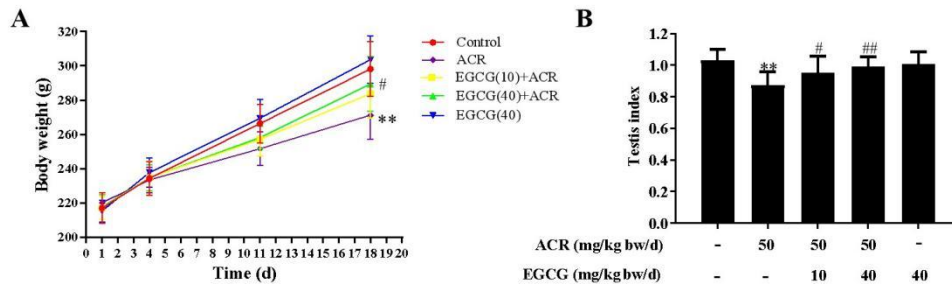 A
Body weight (g)
320
300
280
260
240
220
200
0 1 2 3 4 5 6 7 8 9 10 11 12 13 14 15 16 17 18 19 20
Time (d)
#
**
Control
ACR
EGCG(10)+ACR
EGCG(40)+ACR
EGCG(40)
B
Testis index
1.2
1.0
0.8
0.6
0.4
0.2
0.0
** # ##
ACR (mg/kg bw/d) - 50 50 50 -
EGCG (mg/kg bw/d) - - 10 40 40